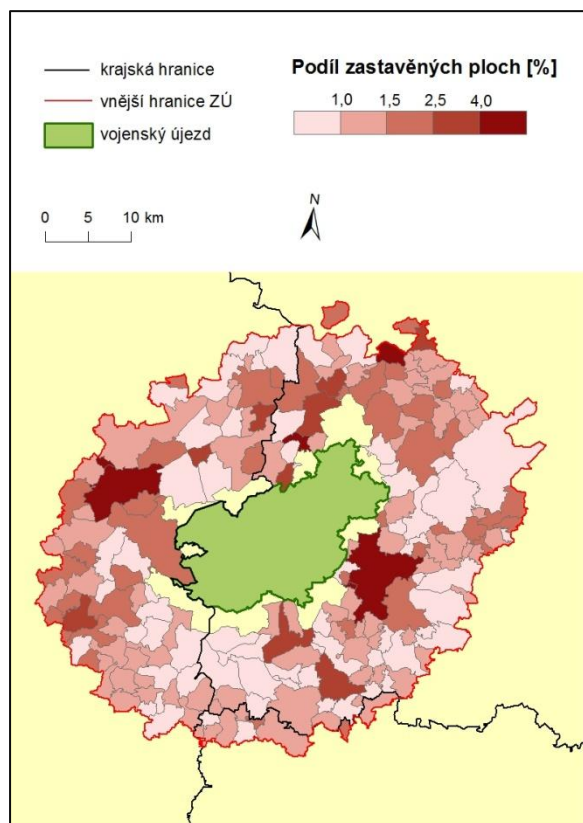 krajská hranice
vnější hranice ZÚ
vojenský újezd
Podíl zastavěných ploch [%]
1,0 1,5 2,5 4,0
0 5 10 km
N